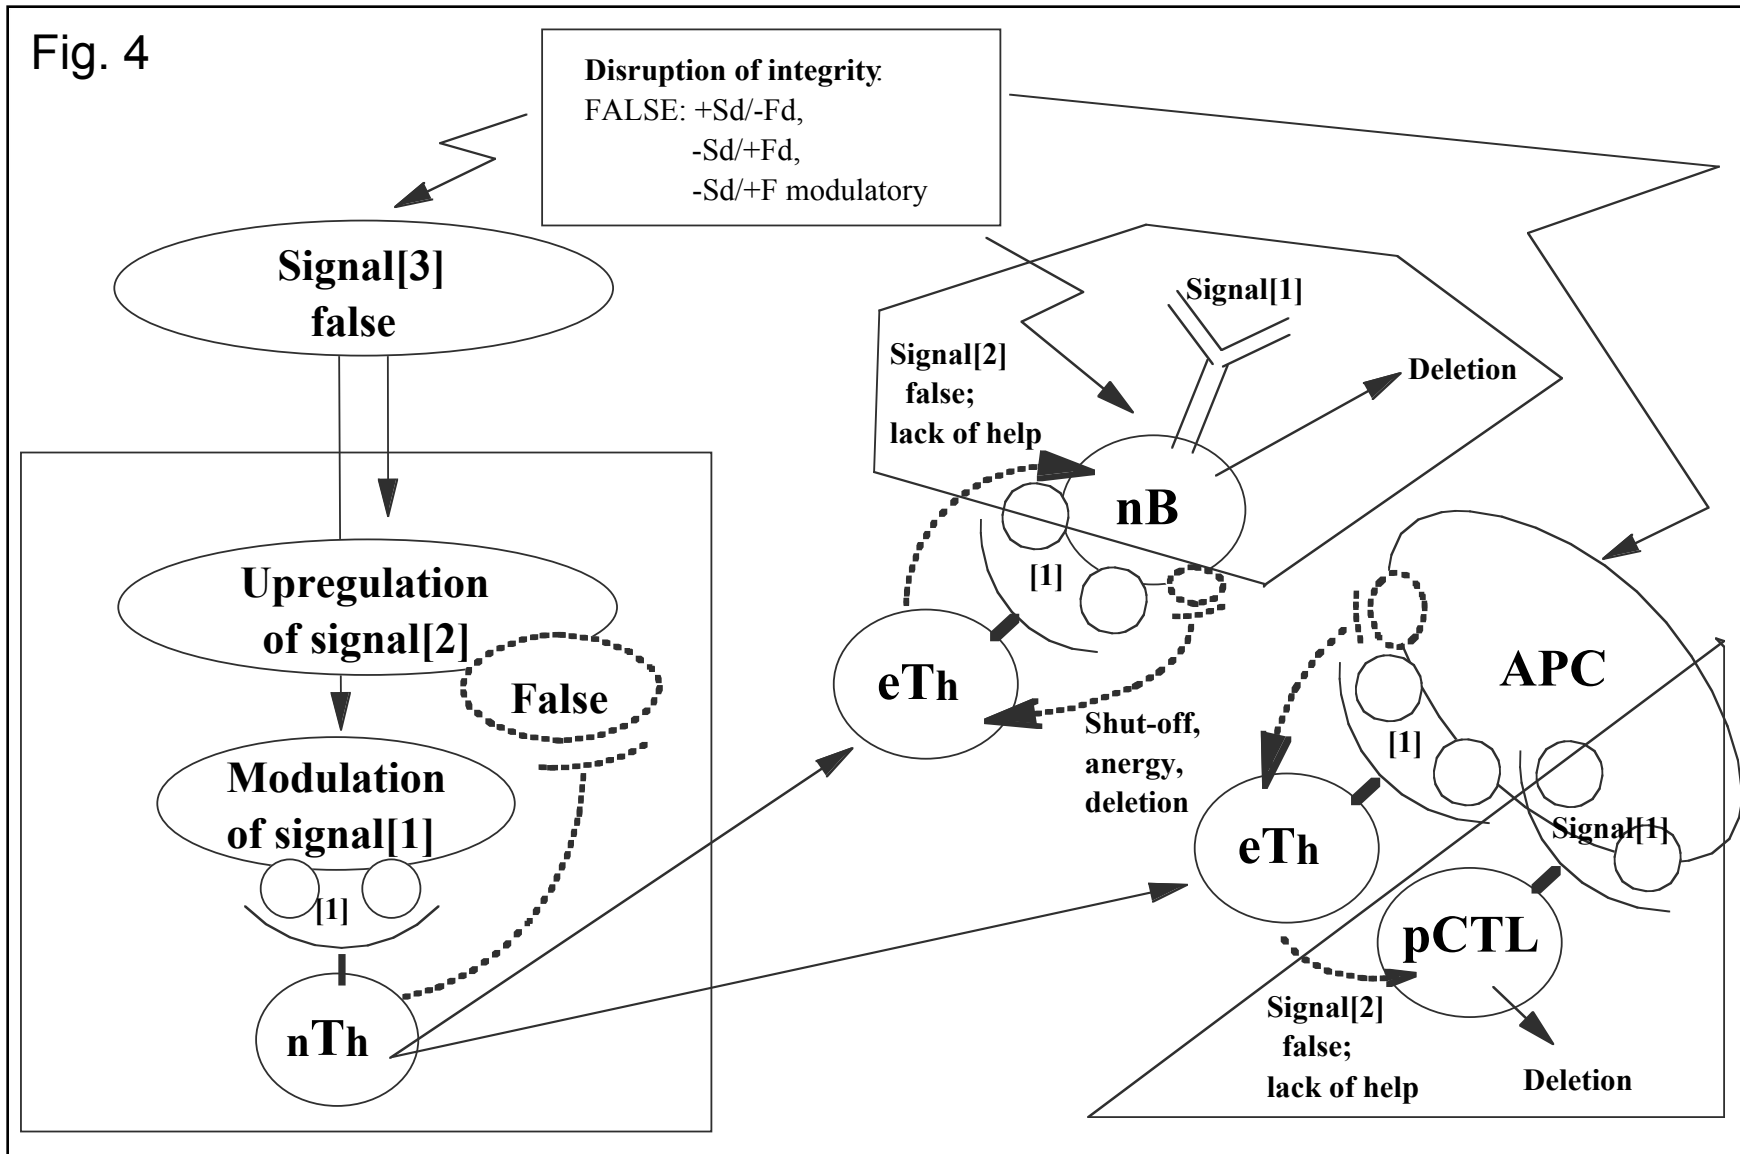 Fig. 4
Disruption of integrity:
FALSE: +Sd/-Fd,
-Sd/+Fd,
-Sd/+F modulatory
Signal[3]
false
Upregulation
of signal[2]
False
Modulation
of signal[1]
[1]
nTh
Signal[1]
Signal[2]
false;
lack of help
Deletion
nB
[1]
eTh
Shut-off,
anergy,
deletion
APC
[1]
eTh
Signal[1]
pCTL
Signal[2]
false;
lack of help
Deletion